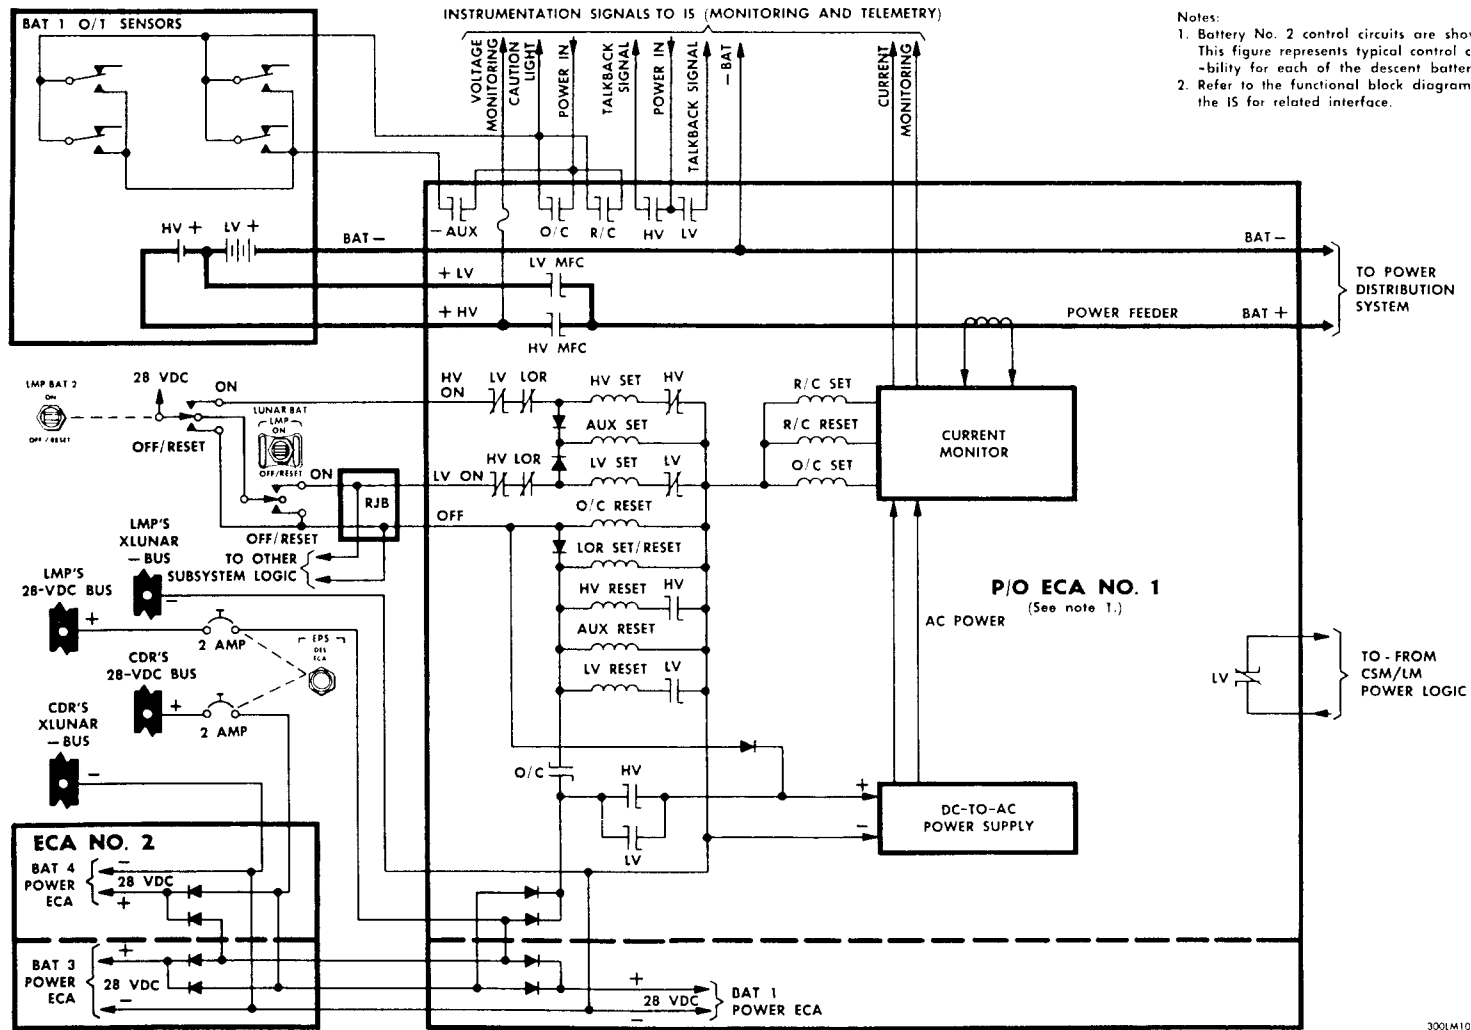 BAT 1 O/T SENSORS
INSTRUMENTATION SIGNALS TO IS (MONITORING AND TELEMETRY)
VOLTAGE
MONITORING
CAUTION
LIGHT
POWER IN
TALKBACK
SIGNAL
POWER IN
TALKBACK SIGNAL
-BAT
CURRENT
MONITORING
Notes:
1. Battery No. 2 control circuits are
This figure represents typical control
-bility for each of the descent
2. Refer to the functional block
the IS for related interface.
- AUX
O/C
R/C
HV
LV
HV +
LV +
BAT -
BAT -
+ LV
LV MFC
+ HV
HV MFC
POWER FEEDER
BAT +
TO POWER
DISTRIBUTION
SYSTEM
LMP BAT 2
ON
OFF / RESET
28 VDC
ON
OFF/RESET
LUNAR BAT
LMP
ON
OFF/RESET
ON
OFF/RESET
RJB
TO OTHER
SUBSYSTEM LOGIC
HV
ON
LV
LOR
HV SET
HV
AUX SET
LV ON
HV
LOR
LV SET
LV
OFF
O/C RESET
LOR SET/RESET
HV RESET
HV
AUX RESET
LV RESET
LV
R/C SET
R/C RESET
O/C SET
CURRENT
MONITOR
P/O ECA NO. 1
(See note 1.)
AC POWER
LMP'S
XLUNAR
- BUS
-
LMP'S
28-VDC BUS
+
2 AMP
EPS
DES
ECA
CDR'S
28-VDC BUS
+
2 AMP
CDR'S
XLUNAR
- BUS
-
LV
TO - FROM
CSM/LM
POWER LOGIC
O/C
HV
LV
+
-
DC-TO-AC
POWER SUPPLY
ECA NO. 2
BAT 4
POWER
ECA
-
28 VDC
+
BAT 3
POWER
ECA
+
28 VDC
-
+
28 VDC
-
BAT 1
POWER ECA